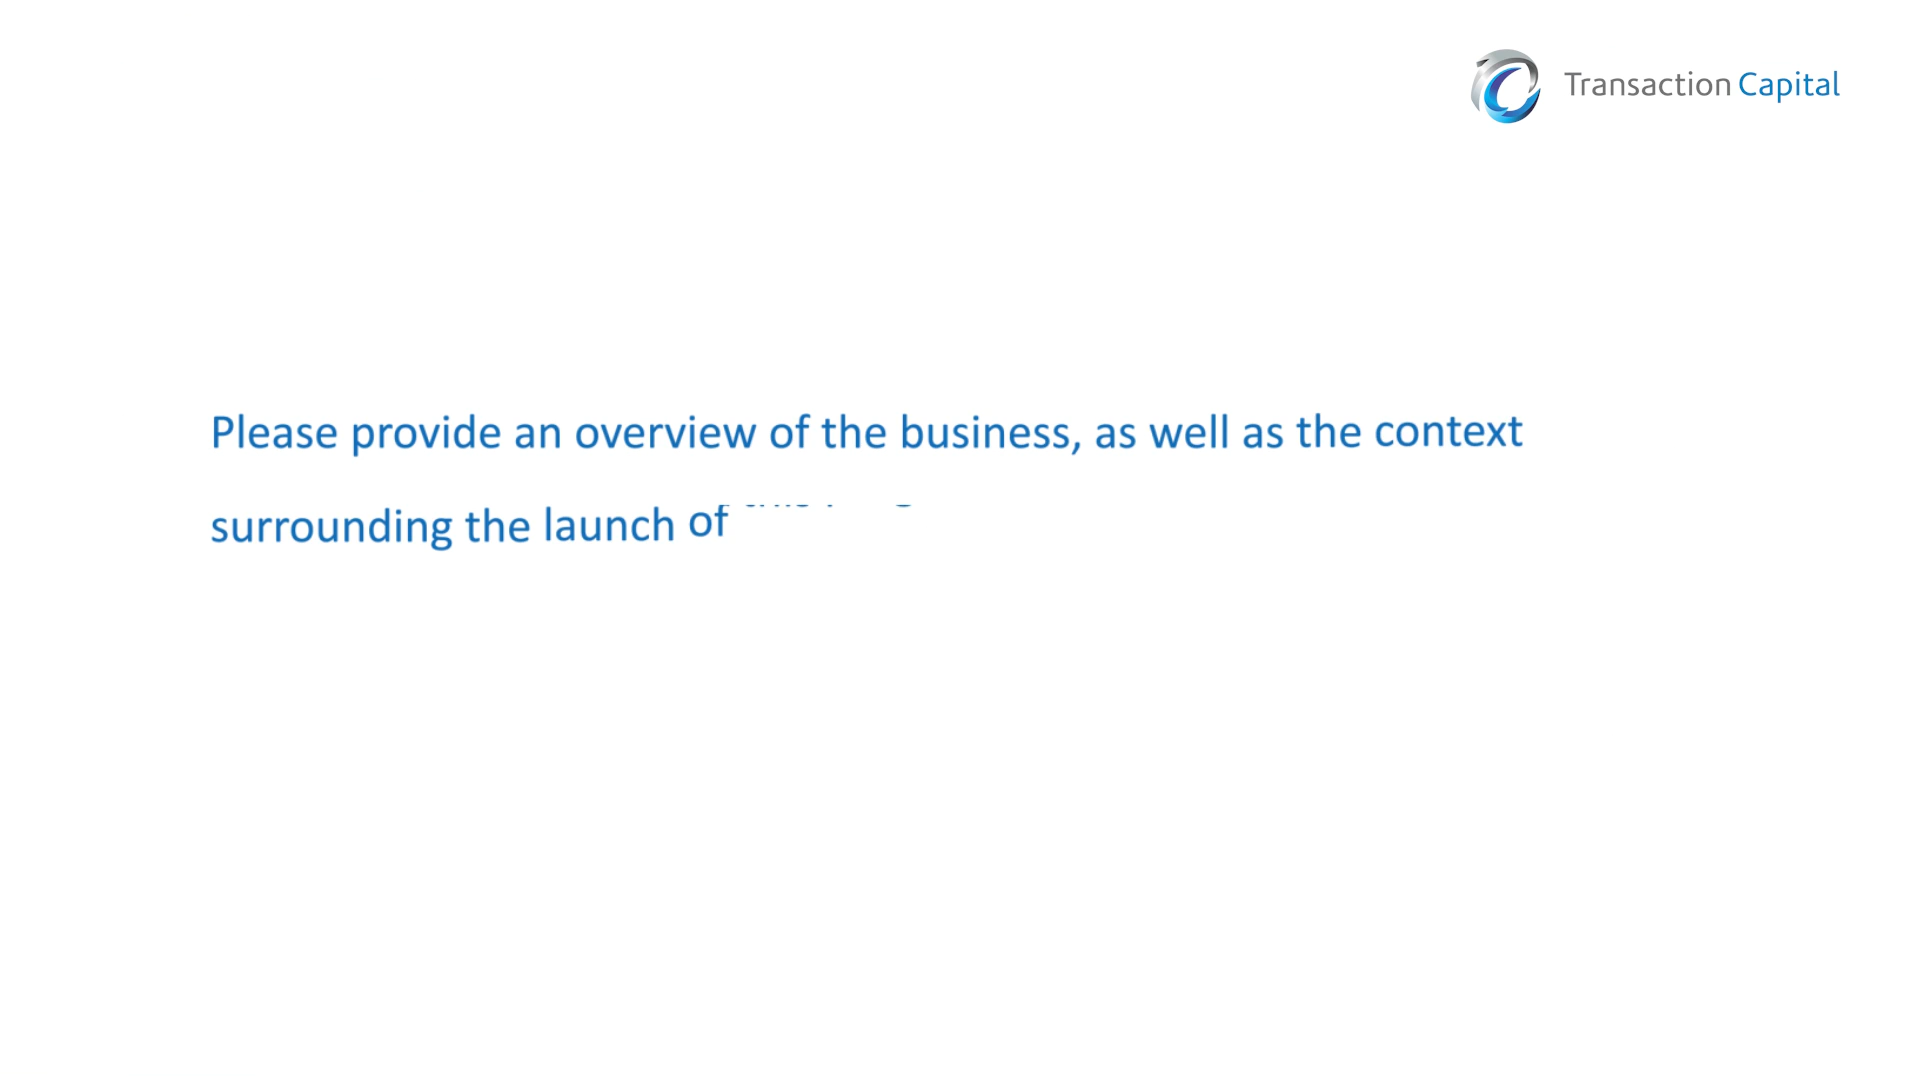 Transaction Capital
Please provide an overview of the business, as well as the context
surrounding the launch of